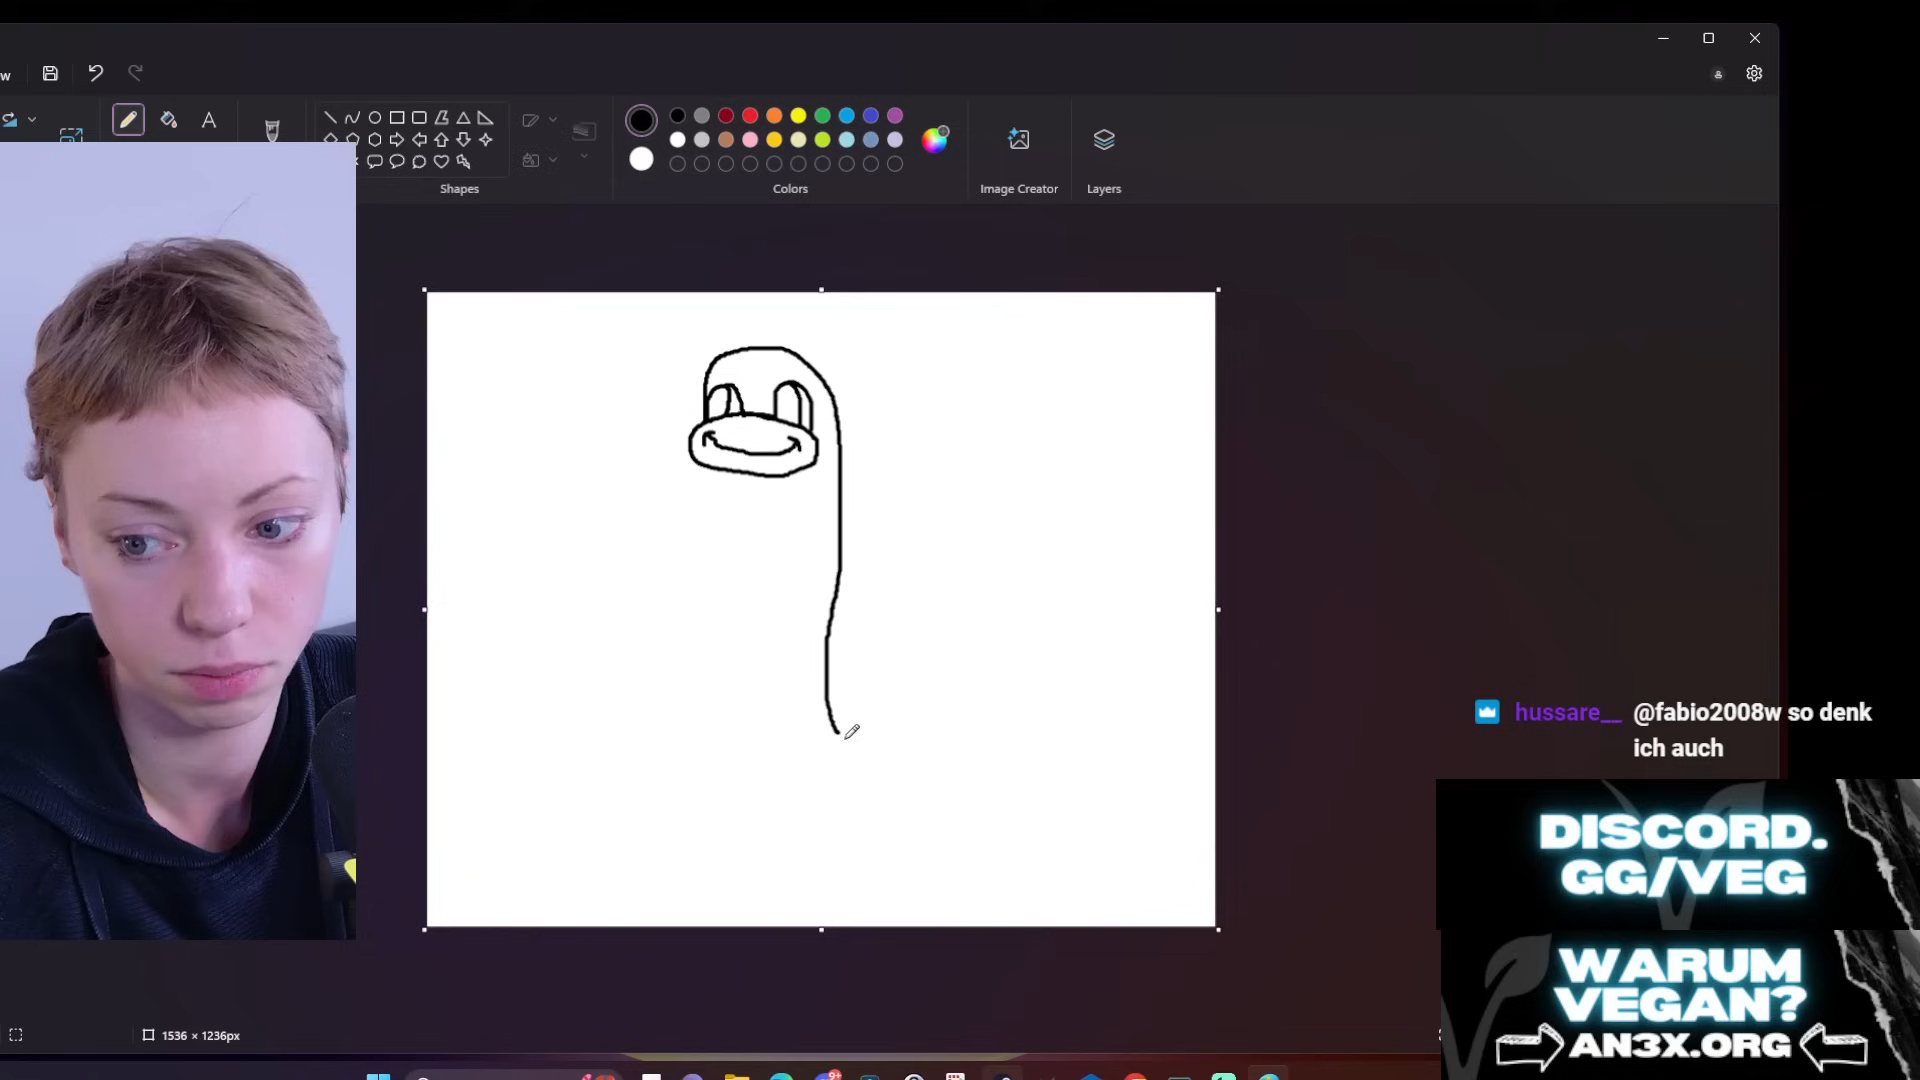 w
A
Shapes
Colors
Image Creator
Layers
hussare__ @fabio2008w so denk
ich auch
DISCORD.
GG/VEG
WARUM
VEGAN?
AN3X.ORG
1536 × 1236px
9+